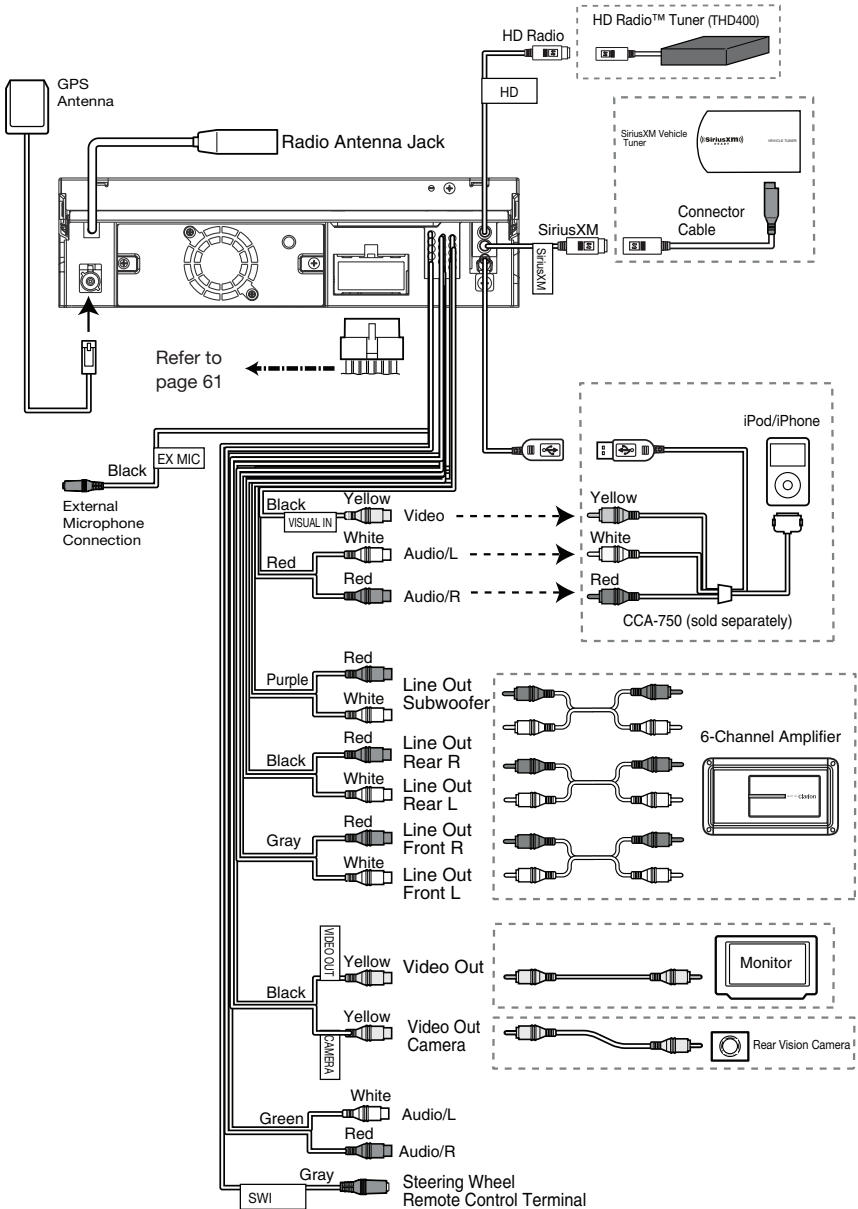 HD Radio™ Tuner (THD400)
HD Radio
HD
GPS
Antenna
Radio Antenna Jack
SiriusXM Vehicle
Tuner
((SiriusXM))
READY
VEHICLE TUNER
Connector
Cable
SiriusXM
SiriusXM
Refer to
page 61
iPod/iPhone
EX MIC
Black
External
Microphone
Connection
Black
VISUAL IN
Yellow
Video
Yellow
White
Audio/L
White
Red
Red
Audio/R
Red
CCA-750 (sold separately)
Purple
Red
White
Line Out
Subwoofer
6-Channel Amplifier
clarion
Black
Red
Line Out
Rear R
White
Line Out
Rear L
Gray
Red
Line Out
Front R
White
Line Out
Front L
VIDEO OUT
Yellow
Video Out
Monitor
Black
Yellow
Video Out
Camera
CAMERA
Rear Vision Camera
White
Green
Audio/L
Red
Audio/R
Gray
SWI
Steering Wheel
Remote Control Terminal